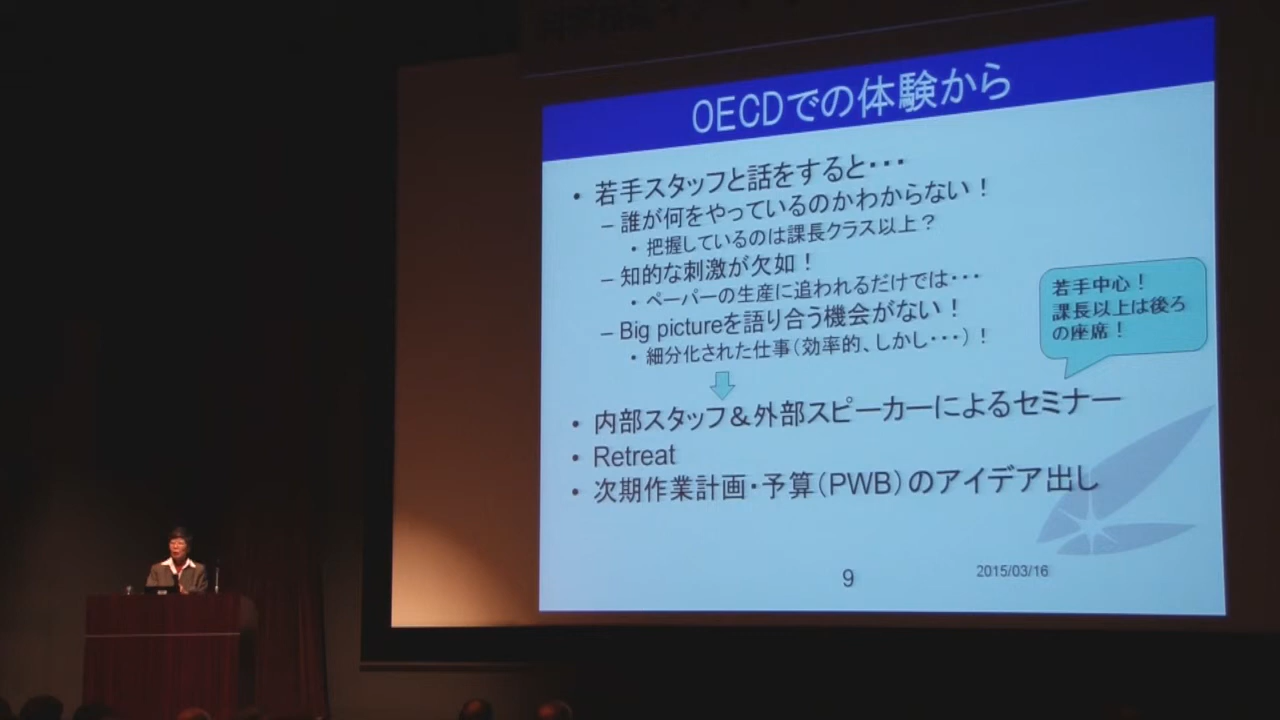 OECDでの体験から
• 若手スタッフと話をすると・・・
– 誰が何をやっているのかわからない！
• 把握しているのは課長クラス以上？
– 知的な刺激が欠如！
• ペーパーの生産に追われるだけでは・・・
– Big pictureを語り合う機会がない！
• 細分化された仕事（効率的、しかし・・・）！
若手中心！
課長以上は後ろ
の座席！
• 内部スタッフ＆外部スピーカーによるセミナー
• Retreat
• 次期作業計画・予算（PWB）のアイデア出し
9
2015/03/16